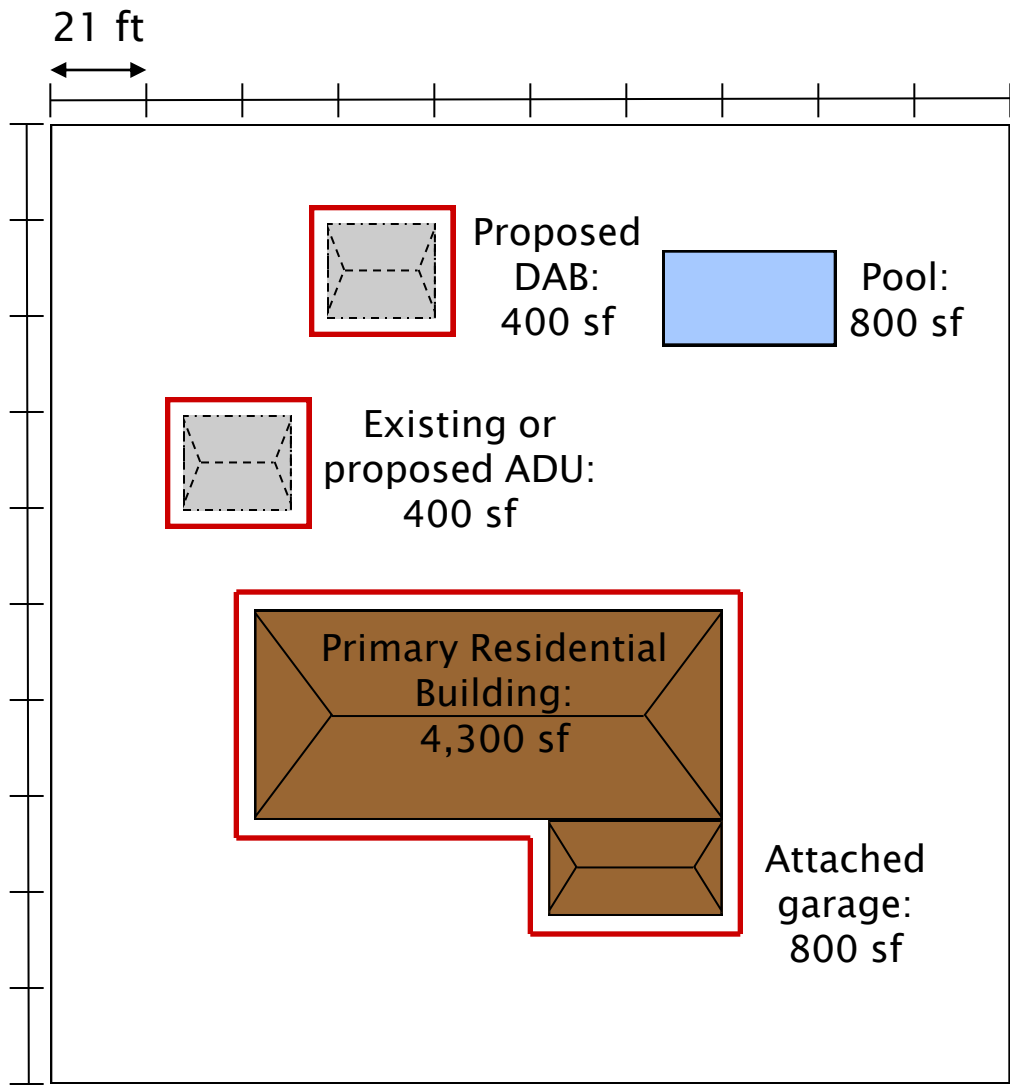 21 ft
Proposed
DAB:
400 sf
Pool:
800 sf
Existing or
proposed ADU:
400 sf
Primary Residential
Building:
4,300 sf
Attached
garage:
800 sf